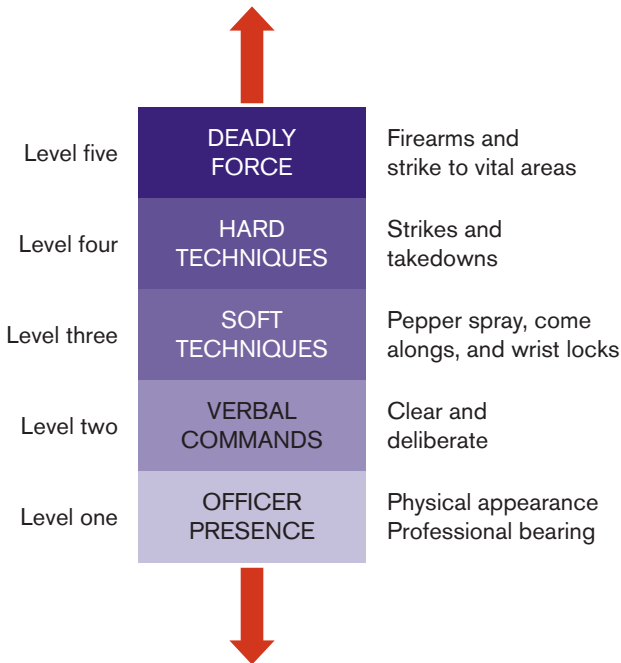 Level five
DEADLY
FORCE
Firearms and
strike to vital areas
Level four
HARD
TECHNIQUES
Strikes and
takedowns
Level three
SOFT
TECHNIQUES
Pepper spray, come
alongs, and wrist locks
Level two
VERBAL
COMMANDS
Clear and
deliberate
Level one
OFFICER
PRESENCE
Physical appearance
Professional bearing